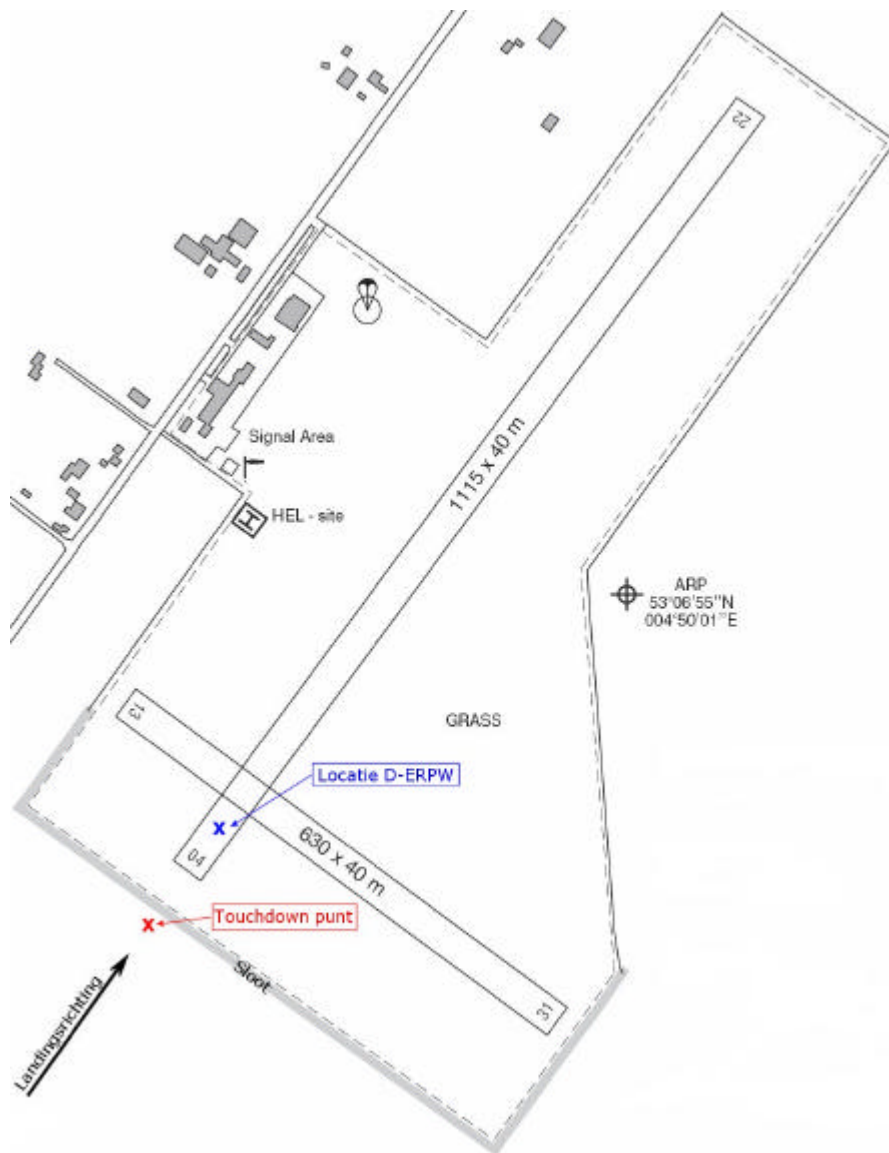 22
Signal Area
H
HEL - site
1115 x 40 m
ARP
53°06'55"N
004°50'01"E
13
GRASS
Locatie D-ERPW
x
630 x 40 m
04
Touchdown punt
x
Sloot
31
Landingsrichting